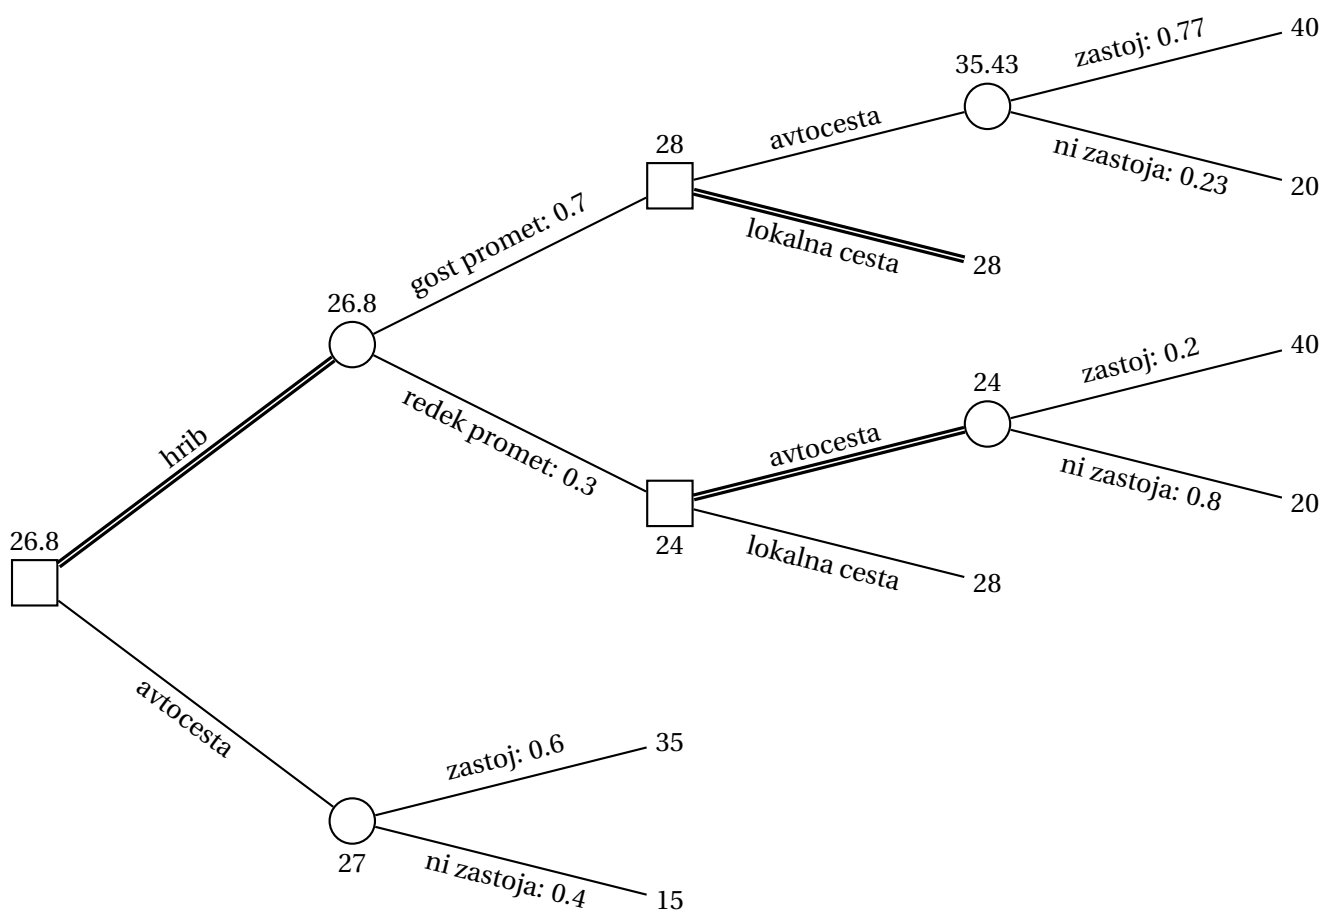 zastoj: 0.77
40
35.43
avtocesta
ni zastoja: 0.23
20
28
gost promet: 0.7
lokalna cesta
28
26.8
zastoj: 0.2
40
24
redek promet: 0.3
avtocesta
ni zastoja: 0.8
20
hrib
24
lokalna cesta
28
26.8
avtocesta
zastoj: 0.6
35
27
ni zastoja: 0.4
15